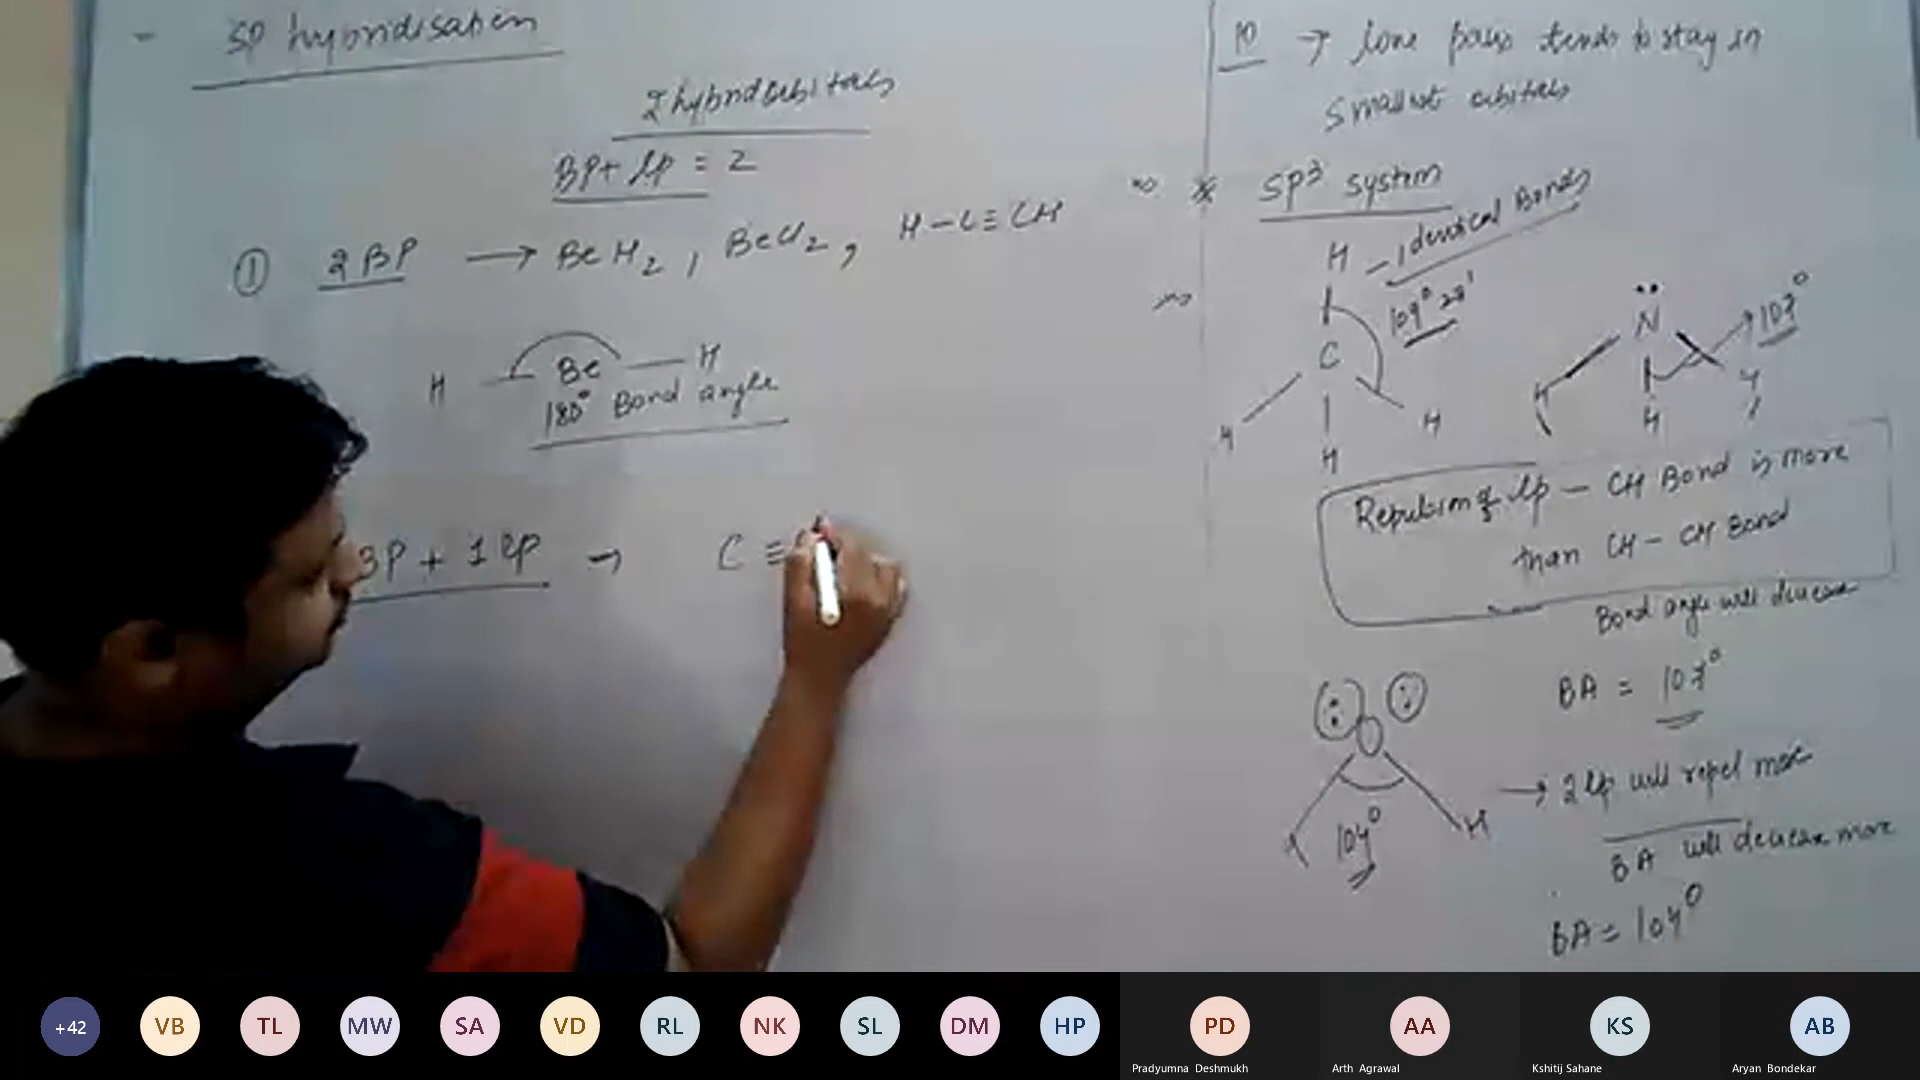 SP hybridisation
2 hybrid orbitals
BP + lp = 2
① 2 BP → BeH2, BeCl2, H-C≡CH
H Be — H
180° Bond angle
BP + 1 lp → C ≡
10 → lone pairs tends to stay in
smallest orbitals
* SP³ system
- identical Bonds
H
109° 28'
C
H H
H
N
107°
H H
H
Repulsion of lp – CH Bond is more
than CH – CH Bond
Bond angle will decrease
BA = 107°
O
104°
H
→ 2 lp will repel more
BA will decrease more
BA = 104°
+42 VB TL MW SA VD RL NK SL DM HP PD AA KS AB
Pradyumna Deshmukh Arth Agrawal Kshitij Sahane Aryan Bondekar